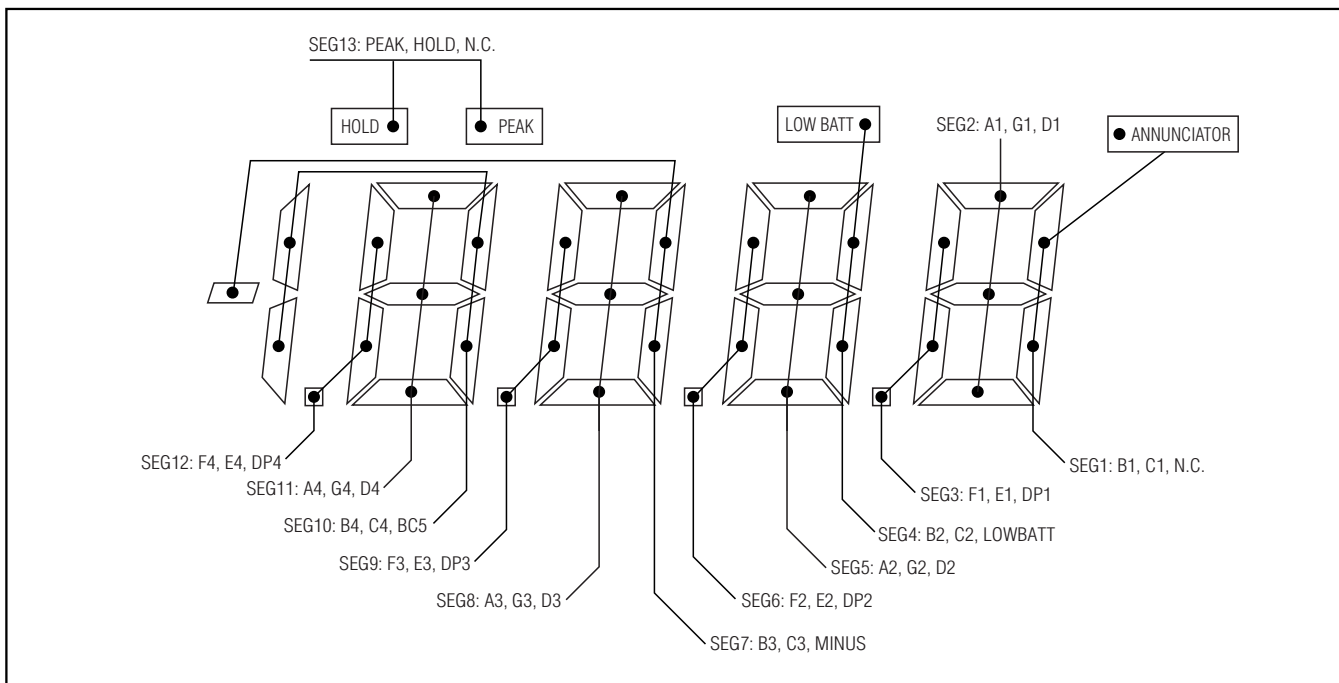 SEG13: PEAK, HOLD, N.C.
HOLD
PEAK
LOW BATT
SEG2: A1, G1, D1
ANNUNCIATOR
SEG12: F4, E4, DP4
SEG11: A4, G4, D4
SEG10: B4, C4, BC5
SEG9: F3, E3, DP3
SEG8: A3, G3, D3
SEG1: B1, C1, N.C.
SEG3: F1, E1, DP1
SEG4: B2, C2, LOWBATT
SEG5: A2, G2, D2
SEG6: F2, E2, DP2
SEG7: B3, C3, MINUS